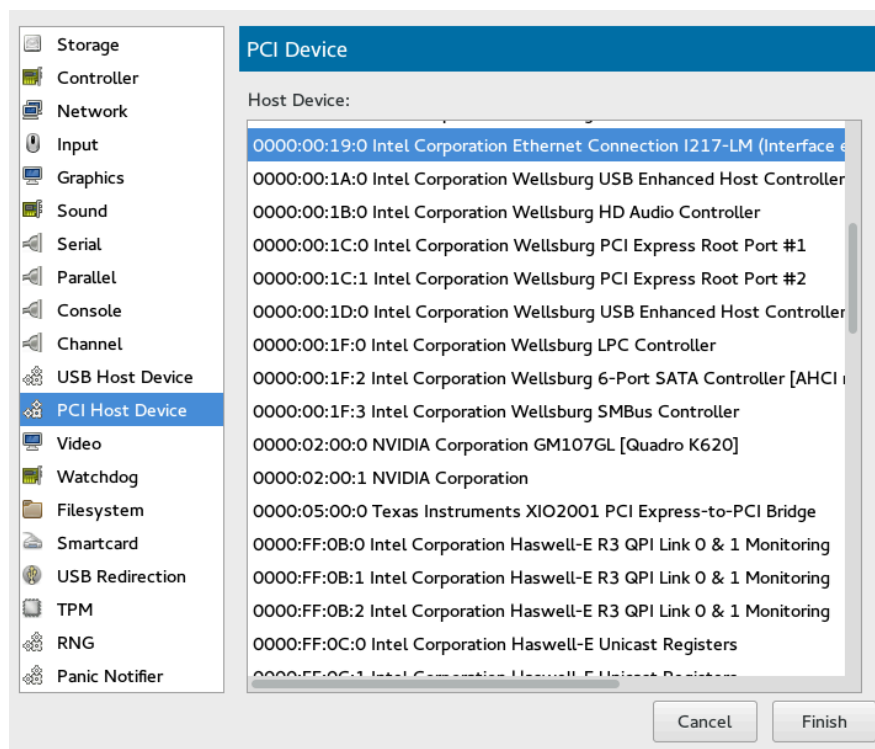 Storage
Controller
Network
Input
Graphics
Sound
Serial
Parallel
Console
Channel
USB Host Device
PCI Host Device
Video
Watchdog
Filesystem
Smartcard
USB Redirection
TPM
RNG
Panic Notifier
PCI Device
Host Device:
0000:00:19:0 Intel Corporation Ethernet Connection I217-LM (Interface e
0000:00:1A:0 Intel Corporation Wellsburg USB Enhanced Host Controller
0000:00:1B:0 Intel Corporation Wellsburg HD Audio Controller
0000:00:1C:0 Intel Corporation Wellsburg PCI Express Root Port #1
0000:00:1C:1 Intel Corporation Wellsburg PCI Express Root Port #2
0000:00:1D:0 Intel Corporation Wellsburg USB Enhanced Host Controller
0000:00:1F:0 Intel Corporation Wellsburg LPC Controller
0000:00:1F:2 Intel Corporation Wellsburg 6-Port SATA Controller [AHCI
0000:00:1F:3 Intel Corporation Wellsburg SMBus Controller
0000:02:00:0 NVIDIA Corporation GM107GL [Quadro K620]
0000:02:00:1 NVIDIA Corporation
0000:05:00:0 Texas Instruments XIO2001 PCI Express-to-PCI Bridge
0000:FF:0B:0 Intel Corporation Haswell-E R3 QPI Link 0 & 1 Monitoring
0000:FF:0B:1 Intel Corporation Haswell-E R3 QPI Link 0 & 1 Monitoring
0000:FF:0B:2 Intel Corporation Haswell-E R3 QPI Link 0 & 1 Monitoring
0000:FF:0C:0 Intel Corporation Haswell-E Unicast Registers
0000:FF:0C:1 Intel Corporation Haswell-E Unicast Registers
Cancel
Finish